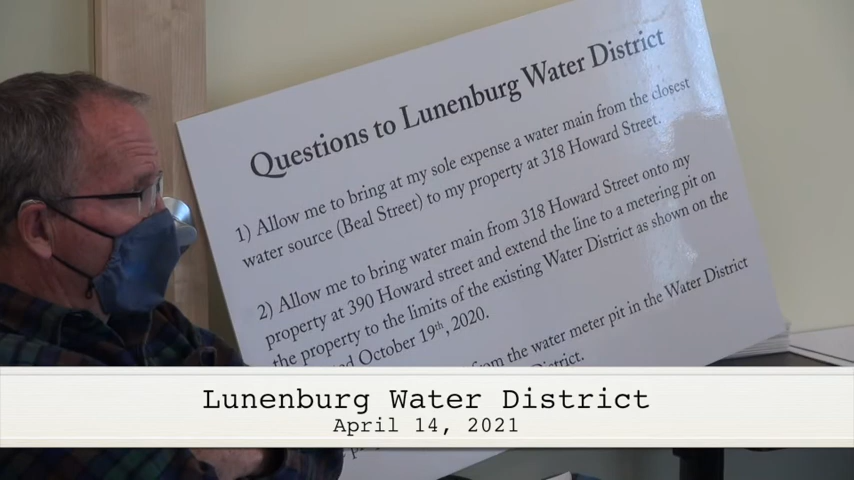 Questions to Lunenburg Water District
1) Allow me to bring at my sole expense a water main from the closest
water source (Beal Street) to my property at 318 Howard Street.
2) Allow me to bring water main from 318 Howard Street onto my
property at 390 Howard street and extend the line to a metering pit on
the property to the limits of the existing Water District as shown on the
October 19th, 2020.
from the water meter pit in the Water District
District.
Lunenburg Water District
April 14, 2021